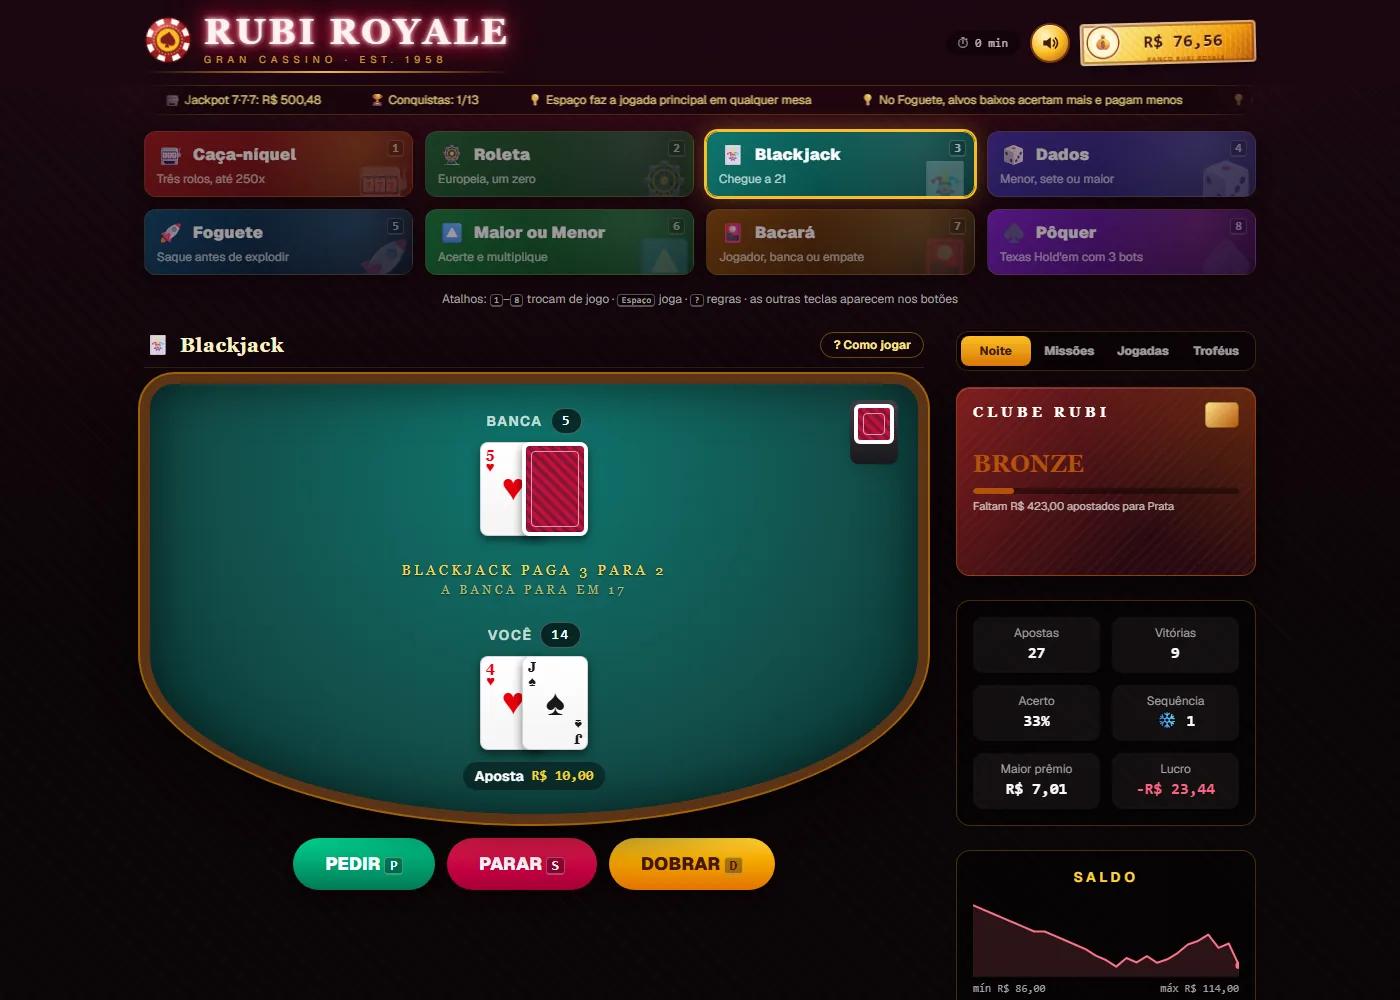 RUBI ROYALE
GRAN CASSINO · EST. 1958
⏱ 0 min
R$ 76,56
BANCO RUBI ROYALE
Jackpot 7-7-7: R$ 500,48
Conquistas: 1/13
Espaço faz a jogada principal em qualquer mesa
No Foguete, alvos baixos acertam mais e pagam menos
Caça-níquel 1
Três rolos, até 250x
Roleta 2
Europeia, um zero
Blackjack 3
Chegue a 21
Dados 4
Menor, sete ou maior
Foguete 5
Saque antes de explodir
Maior ou Menor 6
Acerte e multiplique
Bacará 7
Jogador, banca ou empate
Pôquer 8
Texas Hold'em com 3 bots
Atalhos: 1–8 trocam de jogo · Espaço joga · ? regras · as outras teclas aparecem nos botões
Blackjack
? Como jogar
BANCA 5
5
BLACKJACK PAGA 3 PARA 2
A BANCA PARA EM 17
VOCÊ 14
4
J
J
Aposta R$ 10,00
PEDIR P
PARAR S
DOBRAR D
Noite
Missões
Jogadas
Troféus
CLUBE RUBI
BRONZE
Faltam R$ 423,00 apostados para Prata
Apostas
27
Vitórias
9
Acerto
33%
Sequência
1
Maior prêmio
R$ 7,01
Lucro
-R$ 23,44
SALDO
mín R$ 86,00
máx R$ 114,00